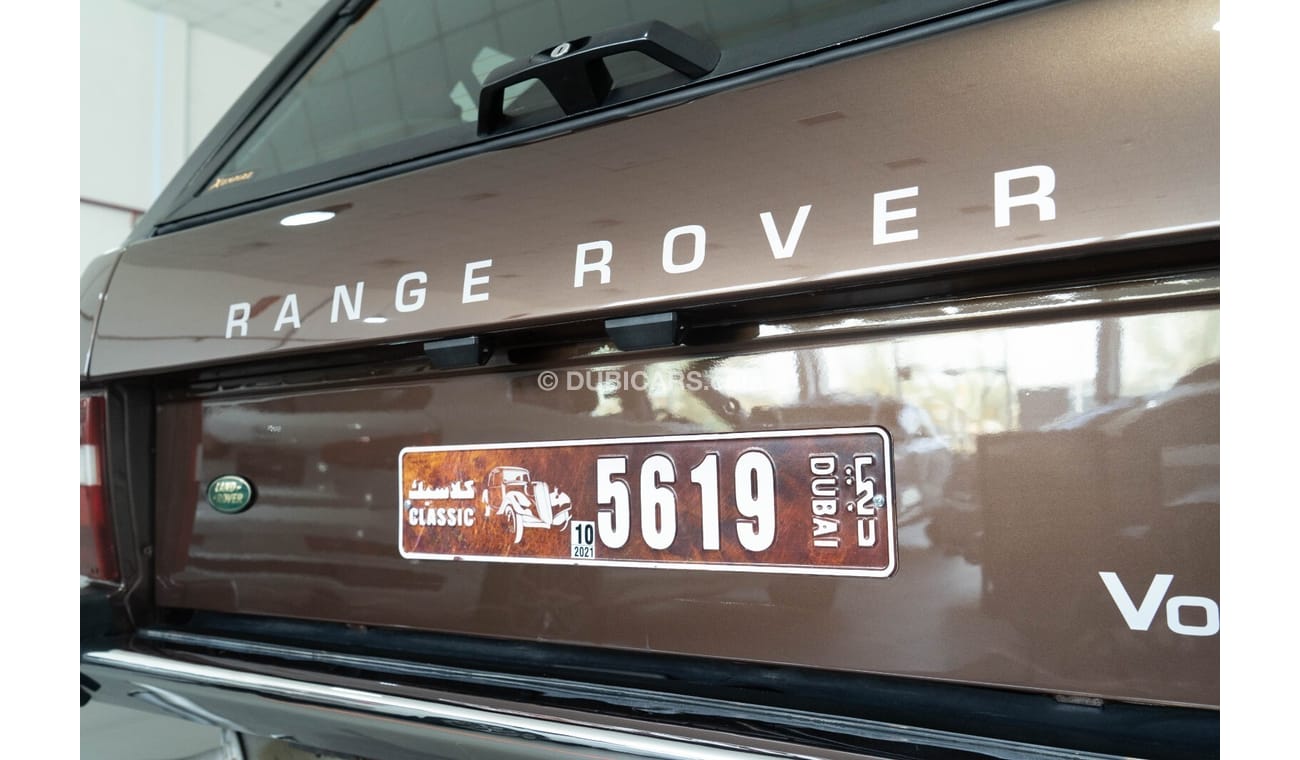 RANGE ROVER
© DUBICARS.com
LAND-
ROVER
كلاسيك
CLASSIC
10
2021
5619
DUBAI
دبي
Vo